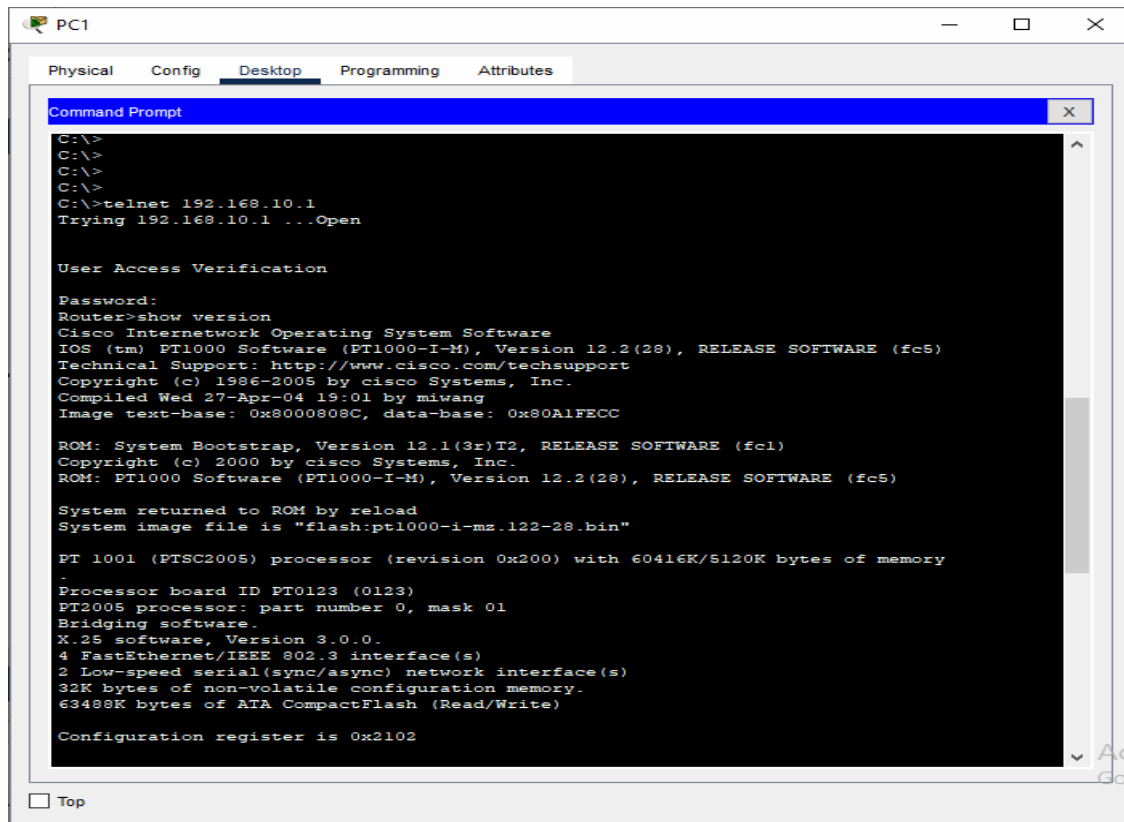 PC1
Physical Config Desktop Programming Attributes
Command Prompt X
C:\>
C:\>
C:\>
C:\>
C:\>telnet 192.168.10.1
Trying 192.168.10.1 ...Open
User Access Verification
Password:
Router>show version
Cisco Internetwork Operating System Software
IOS (tm) PT1000 Software (PT1000-I-M), Version 12.2(28), RELEASE SOFTWARE (fc5)
Technical Support: http://www.cisco.com/techsupport
Copyright (c) 1986-2005 by cisco Systems, Inc.
Compiled Wed 27-Apr-04 19:01 by miwang
Image text-base: 0x8000808C, data-base: 0x80A1FECC
ROM: System Bootstrap, Version 12.1(3r)T2, RELEASE SOFTWARE (fc1)
Copyright (c) 2000 by cisco Systems, Inc.
ROM: PT1000 Software (PT1000-I-M), Version 12.2(28), RELEASE SOFTWARE (fc5)
System returned to ROM by reload
System image file is "flash:pt1000-i-mz.122-28.bin"
PT 1001 (PTSC2005) processor (revision 0x200) with 60416K/5120K bytes of memory
.
Processor board ID PT0123 (0123)
PT2005 processor: part number 0, mask 01
Bridging software.
X.25 software, Version 3.0.0.
4 FastEthernet/IEEE 802.3 interface(s)
2 Low-speed serial(sync/async) network interface(s)
32K bytes of non-volatile configuration memory.
63488K bytes of ATA CompactFlash (Read/Write)
Configuration register is 0x2102
Top